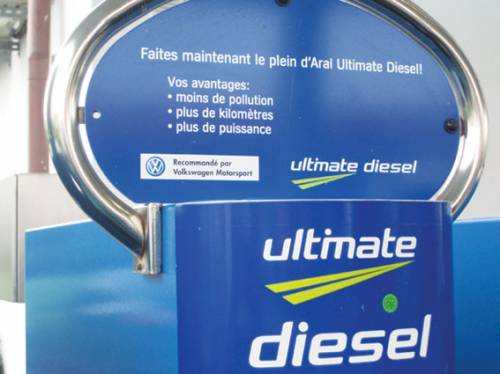 Faites maintenant le plein d'Aral Ultimate Diesel!
Vos avantages:
• moins de pollution
• plus de kilomètres
• plus de puissance
Recommandé par
Volkswagen Motorsport
ultimate diesel
ultimate
diesel